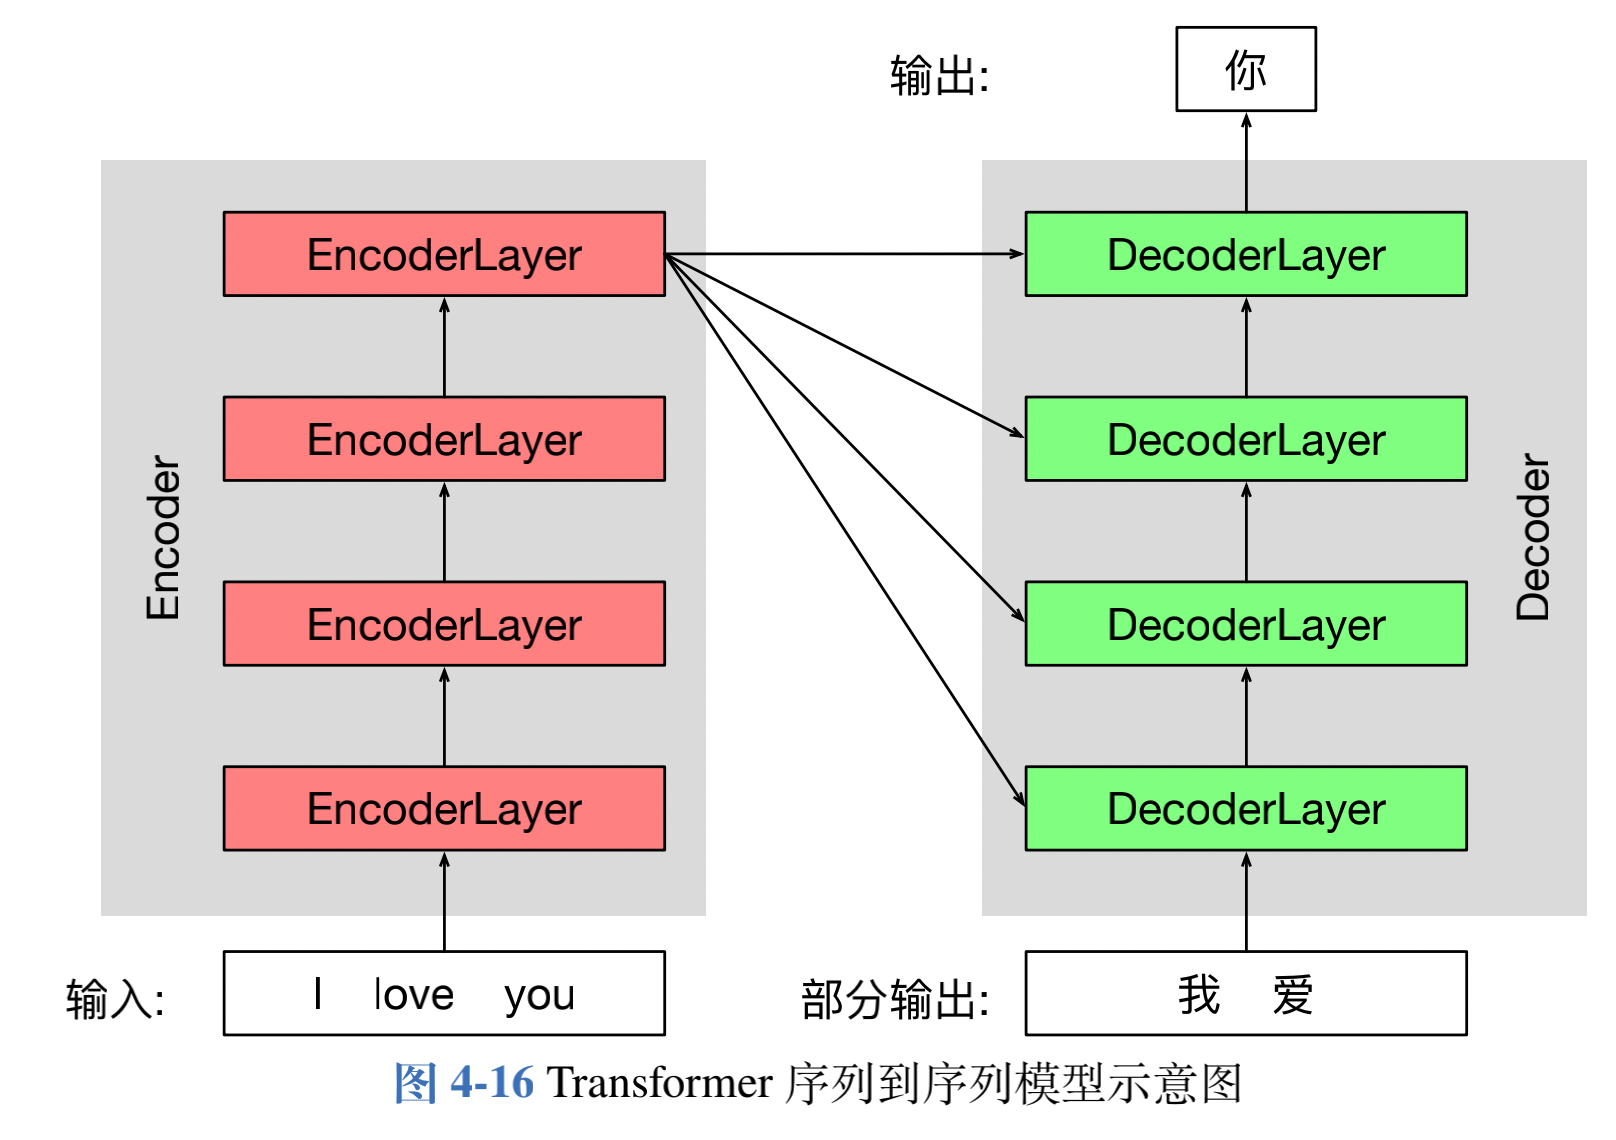 输出:
你
Encoder
EncoderLayer
EncoderLayer
EncoderLayer
EncoderLayer
DecoderLayer
DecoderLayer
DecoderLayer
DecoderLayer
Decoder
输入:
I love you
部分输出:
我 爱
图 4-16 Transformer 序列到序列模型示意图